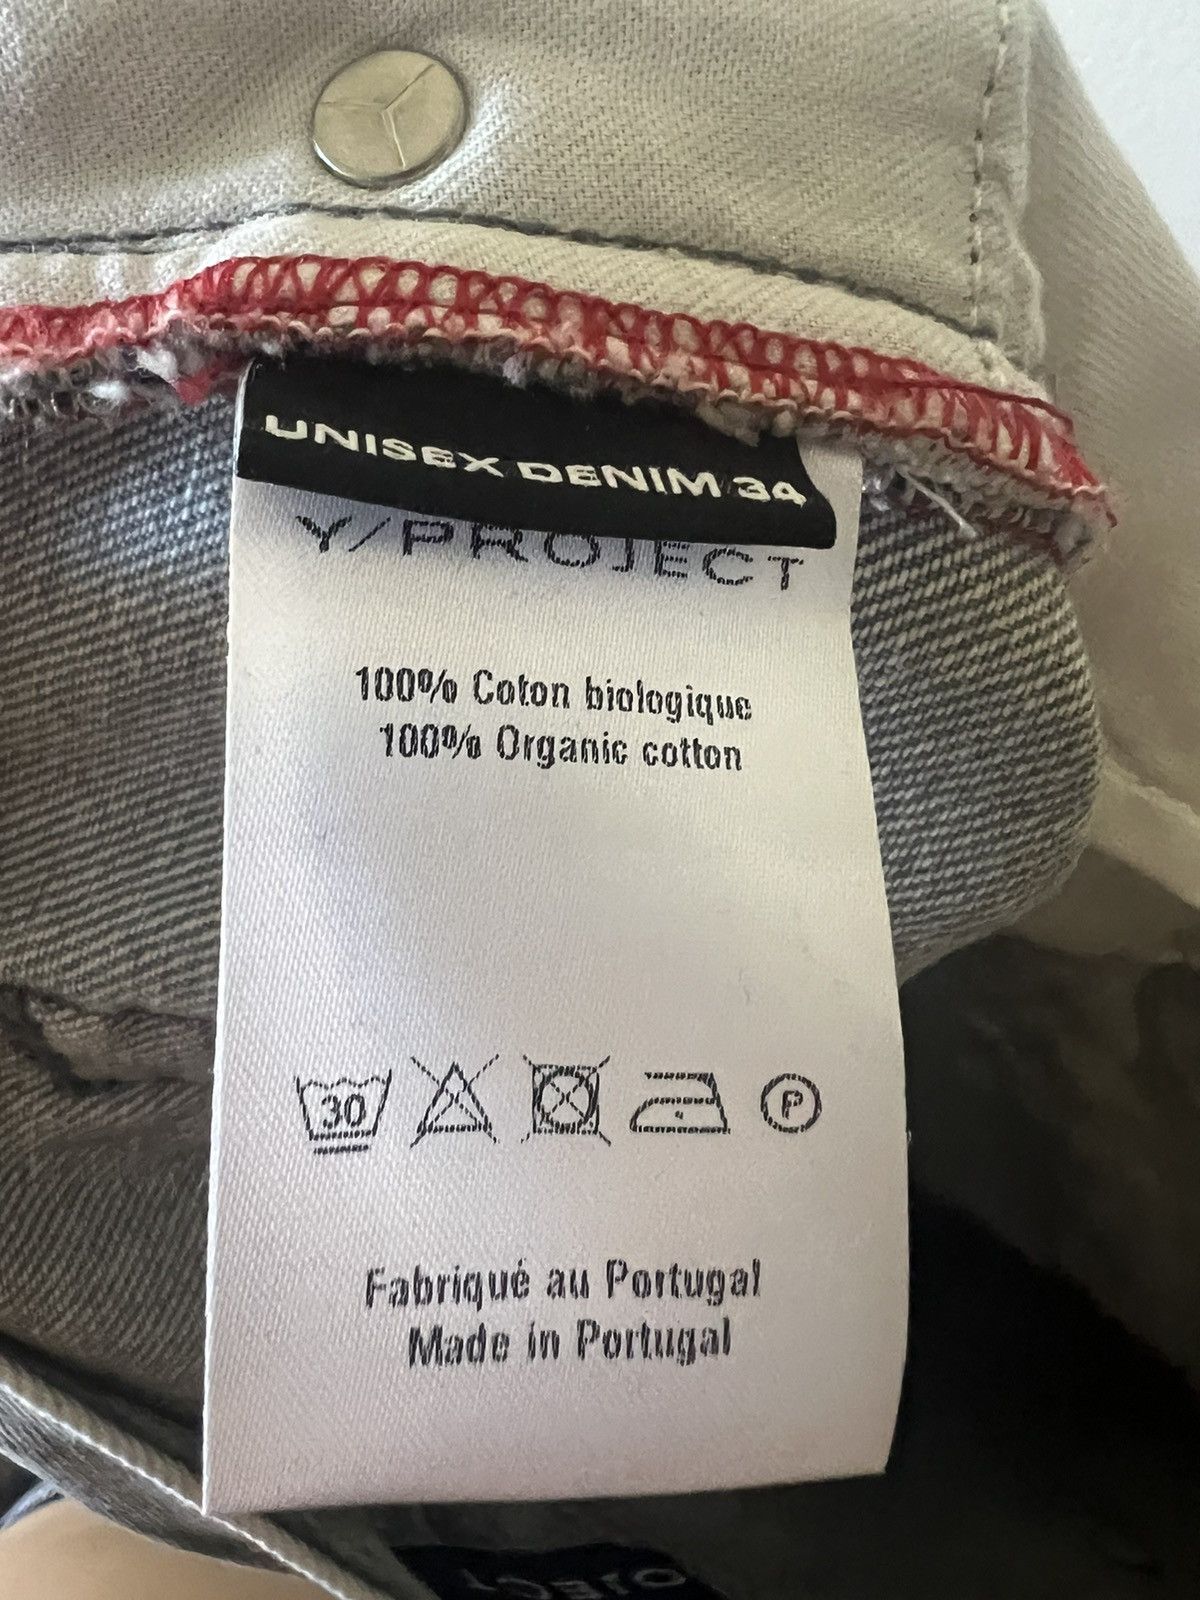 UNISEX DENIM 34
Y/PROJECT
100% Coton biologique
100% Organic cotton
30
P
Fabriqué au Portugal
Made in Portugal